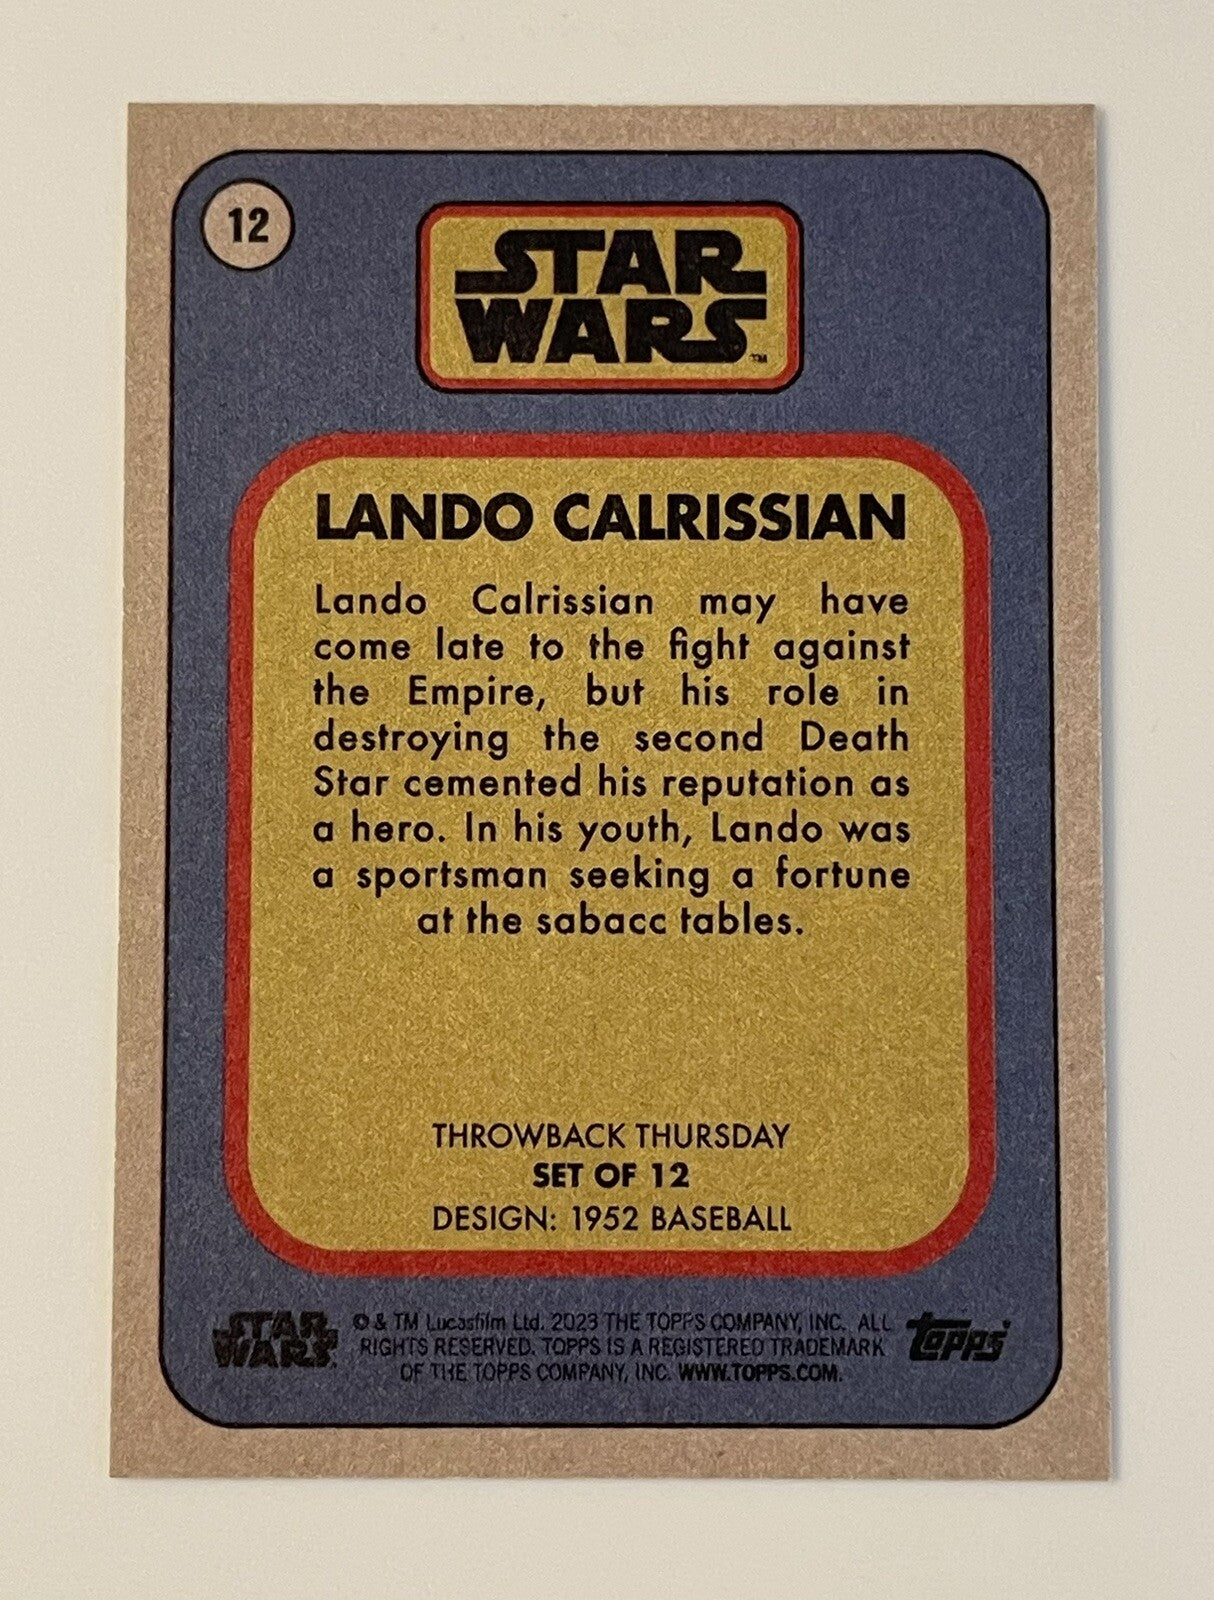 12
STAR
WARS
TM
LANDO CALRISSIAN
Lando Calrissian may have
come late to the fight against
the Empire, but his role in
destroying the second Death
Star cemented his reputation as
a hero. In his youth, Lando was
a sportsman seeking a fortune
at the sabacc tables.
THROWBACK THURSDAY
SET OF 12
DESIGN: 1952 BASEBALL
STAR
WARS
© & TM Lucasfilm Ltd. 2023 THE TOPPS COMPANY, INC. ALL
RIGHTS RESERVED. TOPPS IS A REGISTERED TRADEMARK
OF THE TOPPS COMPANY, INC. WWW.TOPPS.COM.
topps